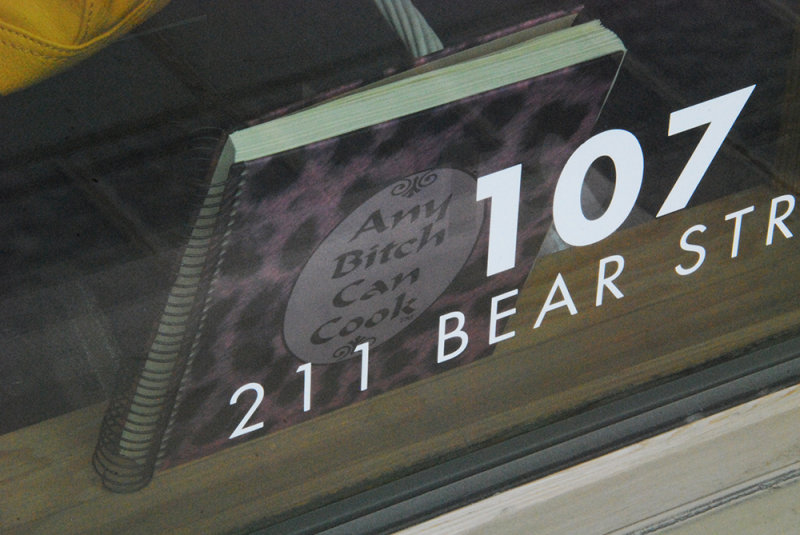 Any
Bitch
Can
Cook
107
211 BEAR STR